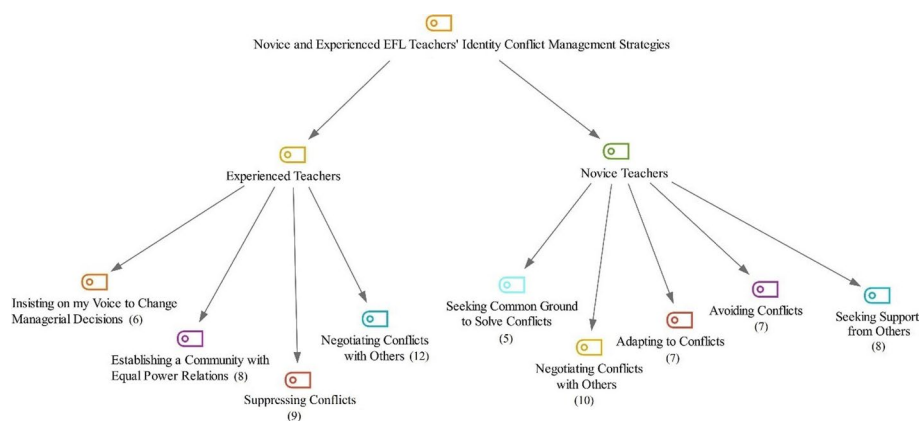 Novice and Experienced EFL Teachers' Identity Conflict Management Strategies
Experienced Teachers
Novice Teachers
Insisting on my Voice to Change
Managerial Decisions (6)
Establishing a Community with
Equal Power Relations (8)
Suppressing Conflicts
(9)
Negotiating Conflicts
with Others (12)
Seeking Common Ground
to Solve Conflicts
(5)
Negotiating Conflicts
with Others
(10)
Adapting to Conflicts
(7)
Avoiding Conflicts
(7)
Seeking Support
from Others
(8)